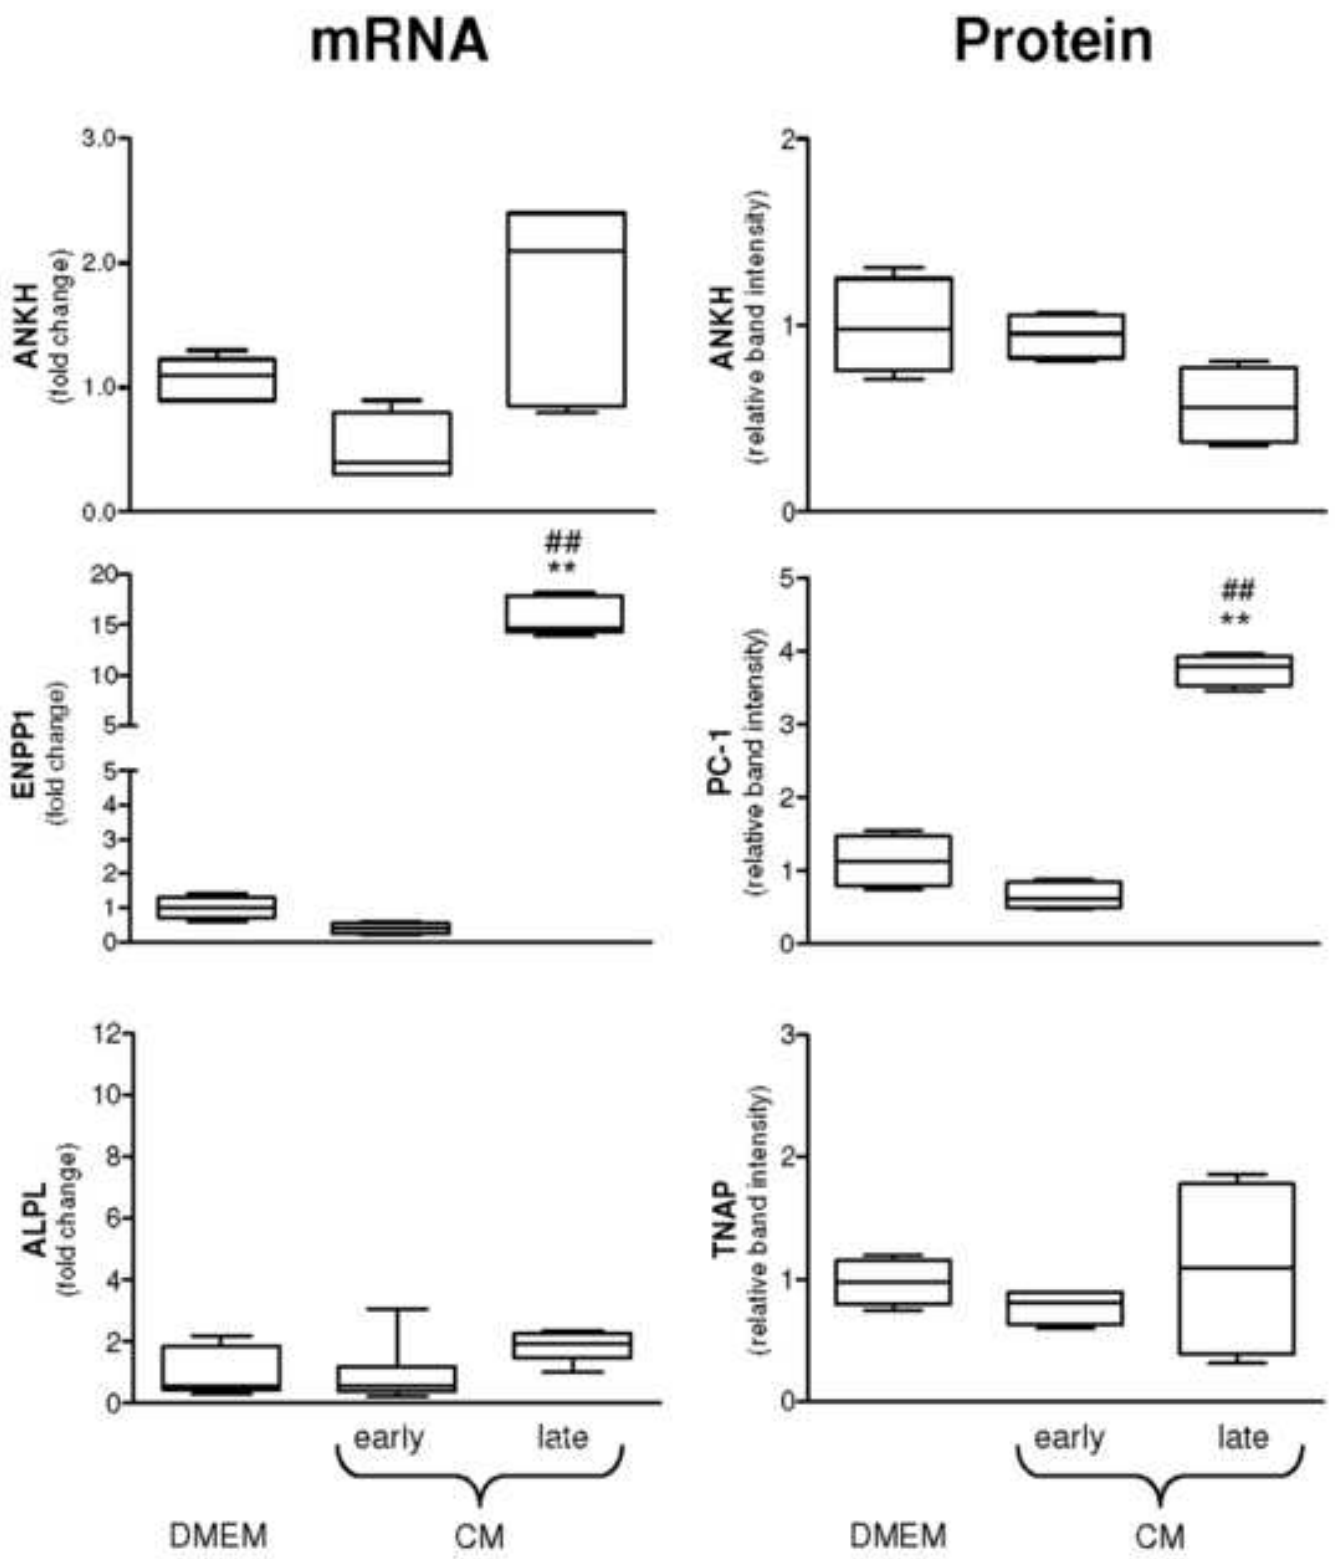 mRNA
Protein
ANKH
(fold change)
3.0
2.0
1.0
0.0
ANKH
(relative band intensity)
2
1
0
ENPP1
(fold change)
20
15
10
5
5
4
3
2
1
0
##
**
PC-1
(relative band intensity)
5
4
3
2
1
0
##
**
ALPL
(fold change)
12
10
8
6
4
2
0
TNAP
(relative band intensity)
3
2
1
0
early
late
early
late
DMEM
CM
DMEM
CM